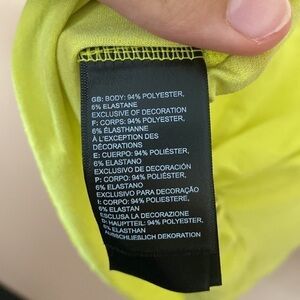 GB: BODY: 94% POLYESTER,
6% ELASTANE
EXCLUSIVE OF DECORATION
F: CORPS: 94% POLYESTER,
6% ÉLASTHANNE
À L'EXCEPTION DES
DÉCORATIONS
E: CUERPO: 94% POLIÉSTER,
6% ELASTANO
EXCLUSIVO DE DECORACIÓN
P: CORPO: 94% POLIÉSTER,
6% ELASTANO
EXCLUSIVO PARA DECORAÇÃO
I: CORPO: 94% POLIESTERE,
6% ELASTAN
ESCLUSA LA DECORAZIONE
D: HAUPTTEIL: 94% POLYESTER,
6% ELASTHAN
AUSSCHLIEßLICH DEKORATION